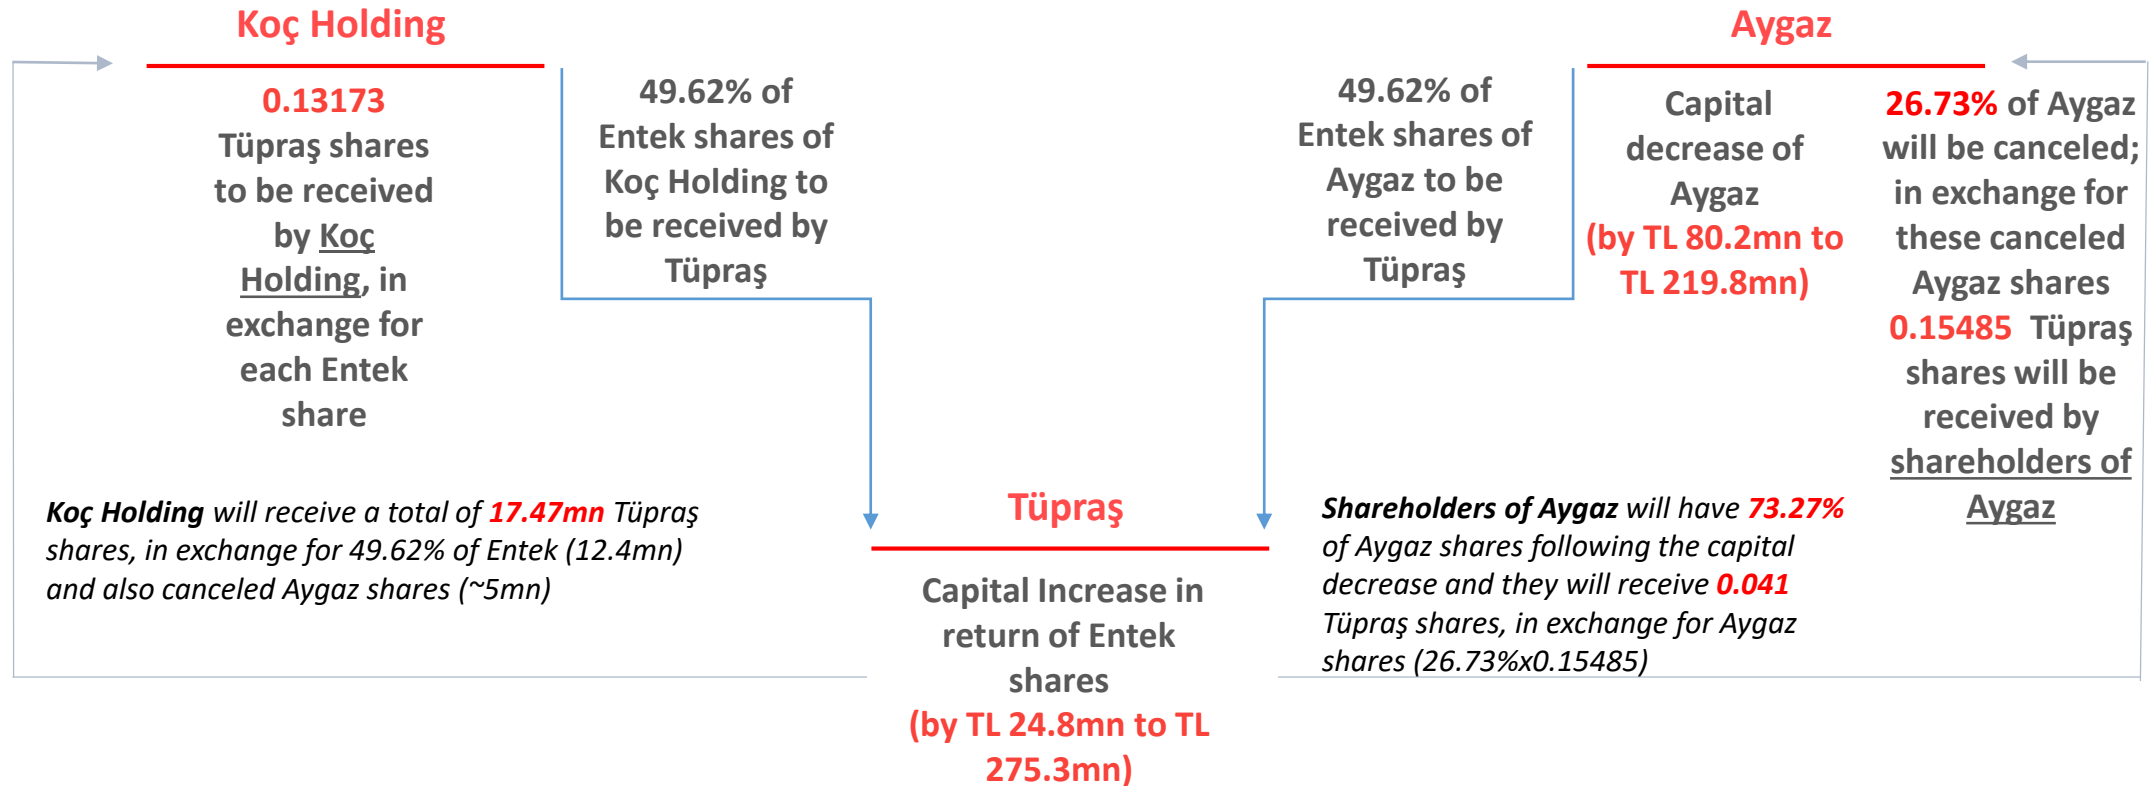 Koç Holding
0.13173
Tüpraş shares
to be received
by Koç
Holding, in
exchange for
each Entek
share
49.62% of
Entek shares of
Koç Holding to
be received by
Tüpraş
Koç Holding will receive a total of 17.47mn Tüpraş
shares, in exchange for 49.62% of Entek (12.4mn)
and also canceled Aygaz shares (~5mn)
Tüpraş
Capital Increase in
return of Entek
shares
(by TL 24.8mn to TL
275.3mn)
Aygaz
49.62% of
Entek shares of
Aygaz to be
received by
Tüpraş
Capital
decrease of
Aygaz
(by TL 80.2mn to
TL 219.8mn)
26.73% of Aygaz
will be canceled;
in exchange for
these canceled
Aygaz shares
0.15485 Tüpraş
shares will be
received by
shareholders of
Aygaz
Shareholders of Aygaz will have 73.27%
of Aygaz shares following the capital
decrease and they will receive 0.041
Tüpraş shares, in exchange for Aygaz
shares (26.73%x0.15485)